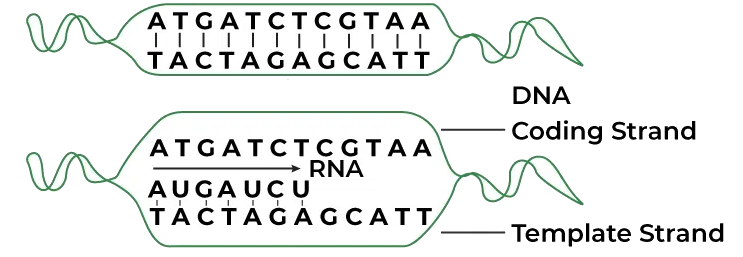 ATGATCTCGTAA
TACTAGAGCATT
DNA
Coding Strand
ATGATCTCGTAA
RNA
AUGAUCU
TACTAGAGCATT
Template Strand